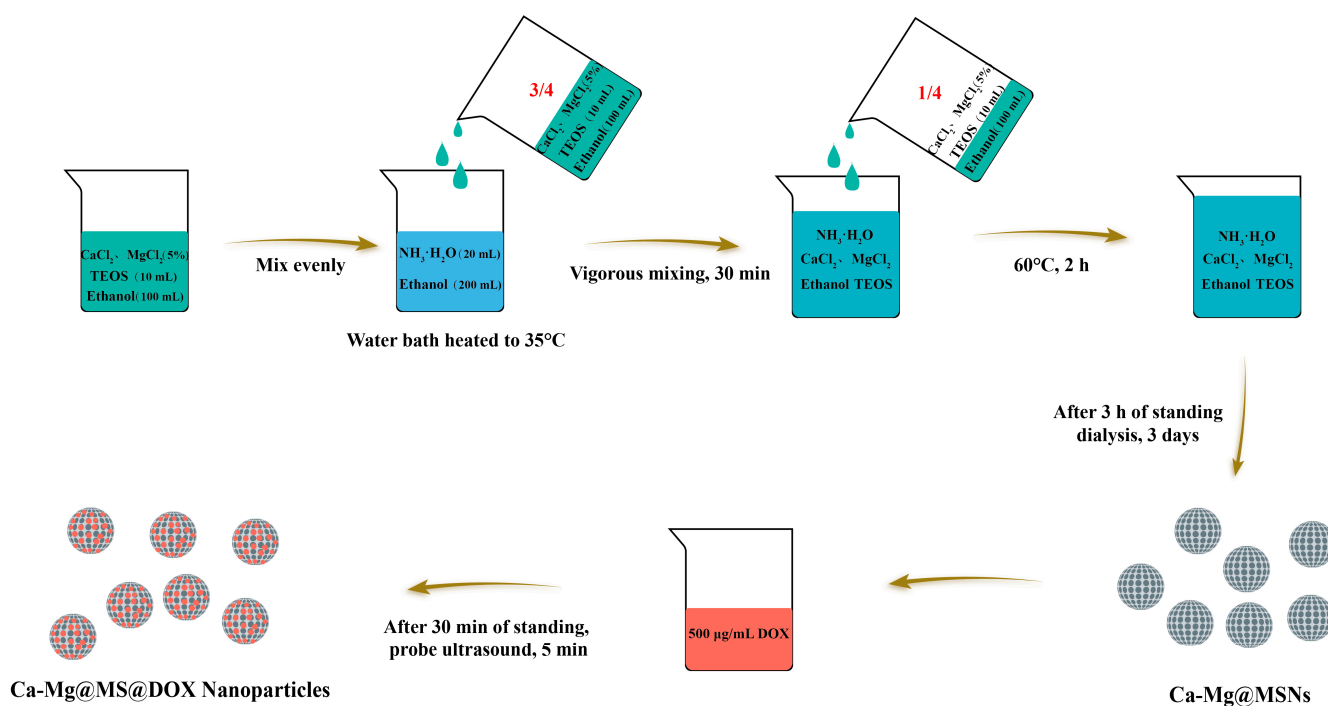 3/4
CaCl₂、MgCl₂(5%)
TEOS (10 mL)
Ethanol(100 mL)
1/4
CaCl₂、MgCl₂(5%)
TEOS (10 mL)
Ethanol(100 mL)
CaCl₂、MgCl₂(5%)
TEOS (10 mL)
Ethanol(100 mL)
Mix evenly
NH₃·H₂O (20 mL)
Ethanol (200 mL)
Water bath heated to 35°C
Vigorous mixing, 30 min
NH₃·H₂O
CaCl₂、MgCl₂
Ethanol TEOS
60°C, 2 h
NH₃·H₂O
CaCl₂、MgCl₂
Ethanol TEOS
After 3 h of standing
dialysis, 3 days
Ca-Mg@MSNs
500 μg/mL DOX
After 30 min of standing,
probe ultrasound, 5 min
Ca-Mg@MS@DOX Nanoparticles